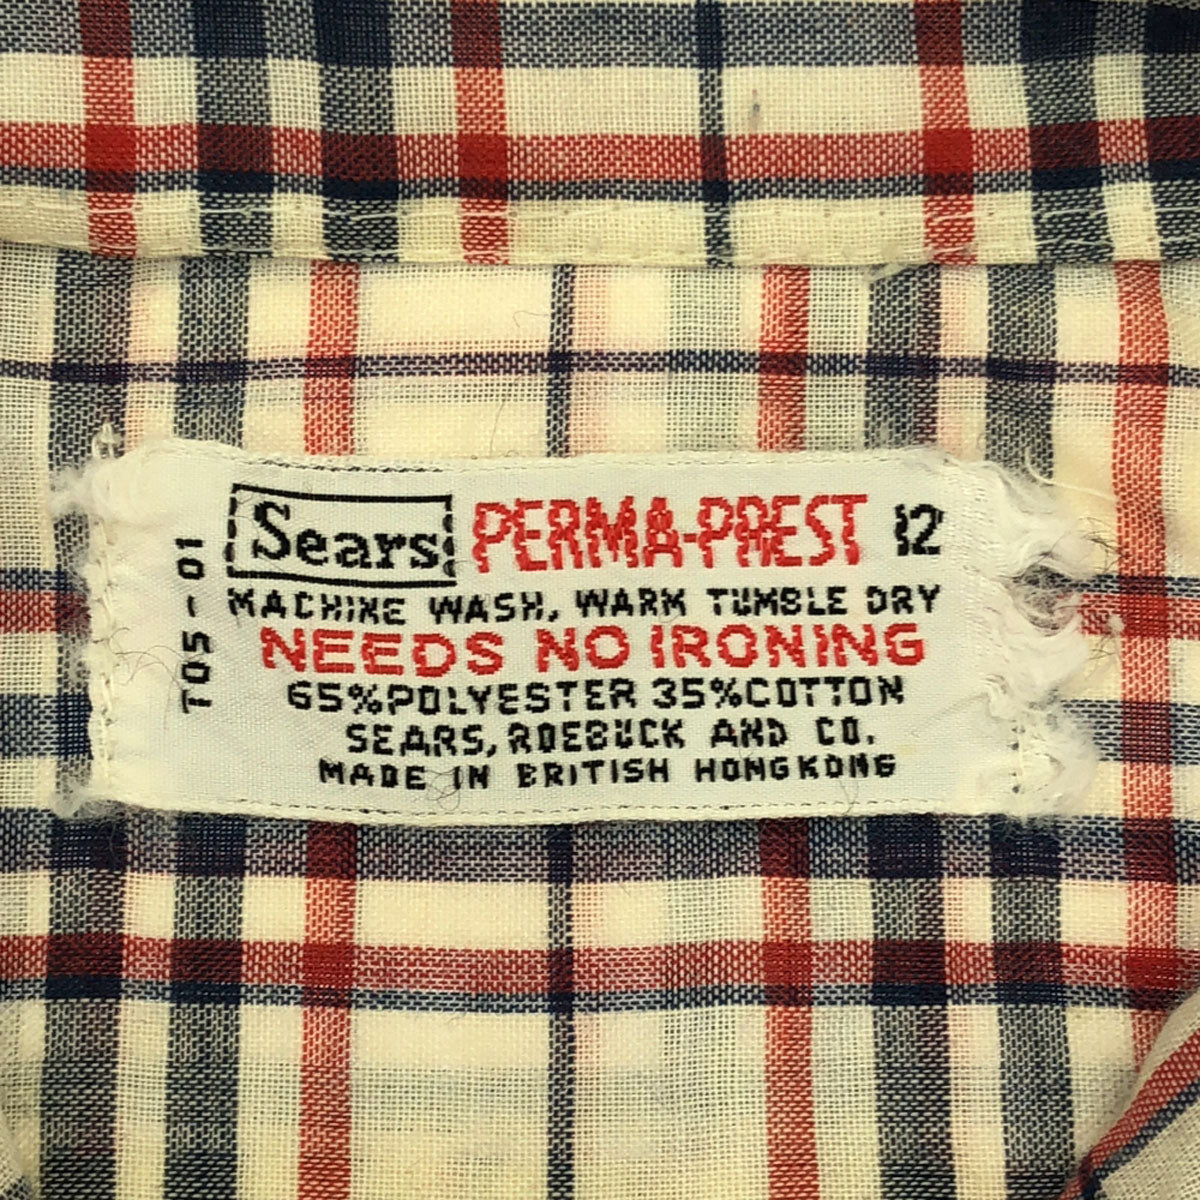 Sears PERMA-PREST 12
MACHINE WASH, WARM TUMBLE DRY
NEEDS NO IRONING
65%POLYESTER 35%COTTON
SEARS, ROEBUCK AND CO.
MADE IN BRITISH HONGKONG
T05-01